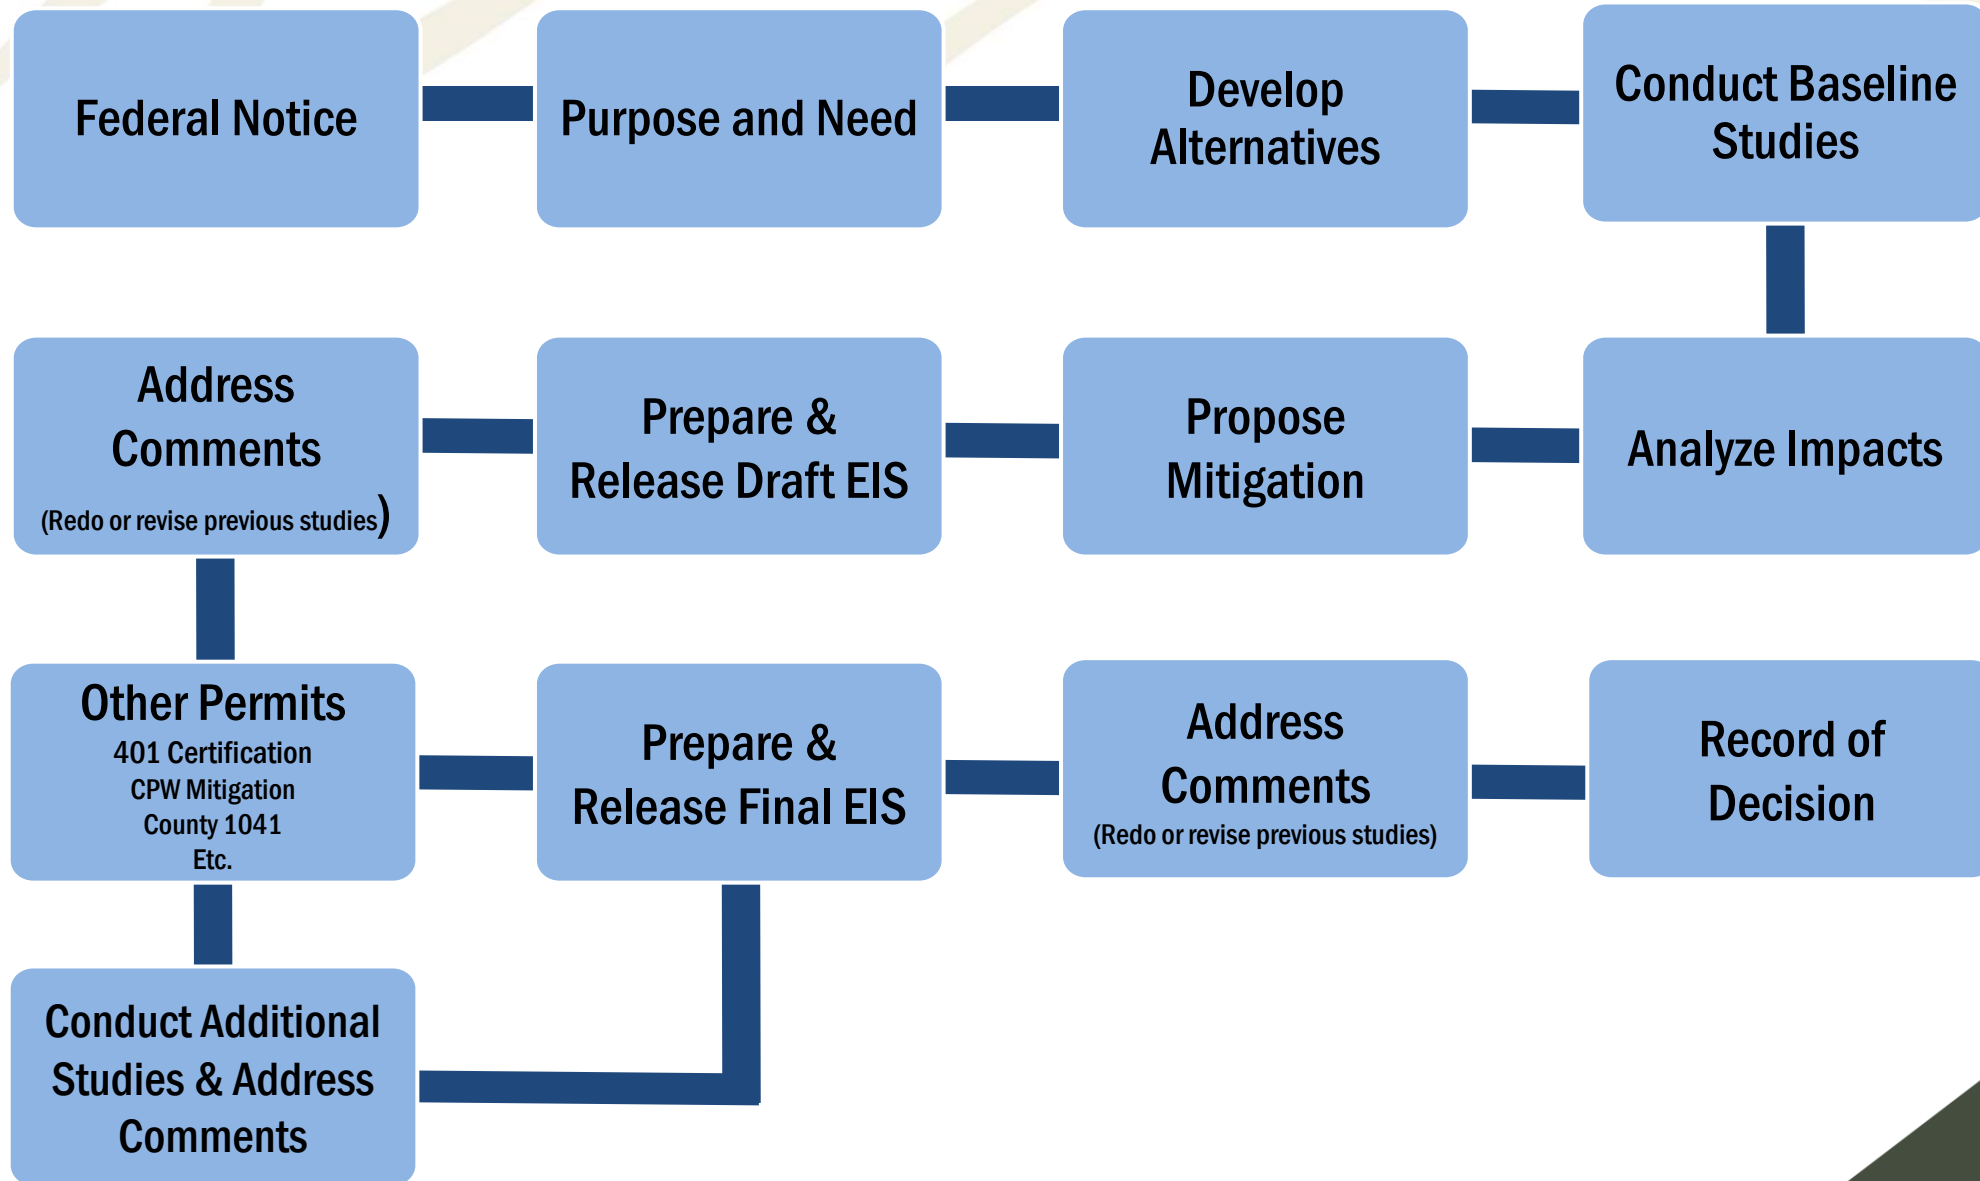 Federal Notice
Purpose and Need
Develop
Alternatives
Conduct Baseline
Studies
Address
Comments
(Redo or revise previous studies)
Prepare &
Release Draft EIS
Propose
Mitigation
Analyze Impacts
Other Permits
401 Certification
CPW Mitigation
County 1041
Etc.
Prepare &
Release Final EIS
Address
Comments
(Redo or revise previous studies)
Record of
Decision
Conduct Additional
Studies & Address
Comments